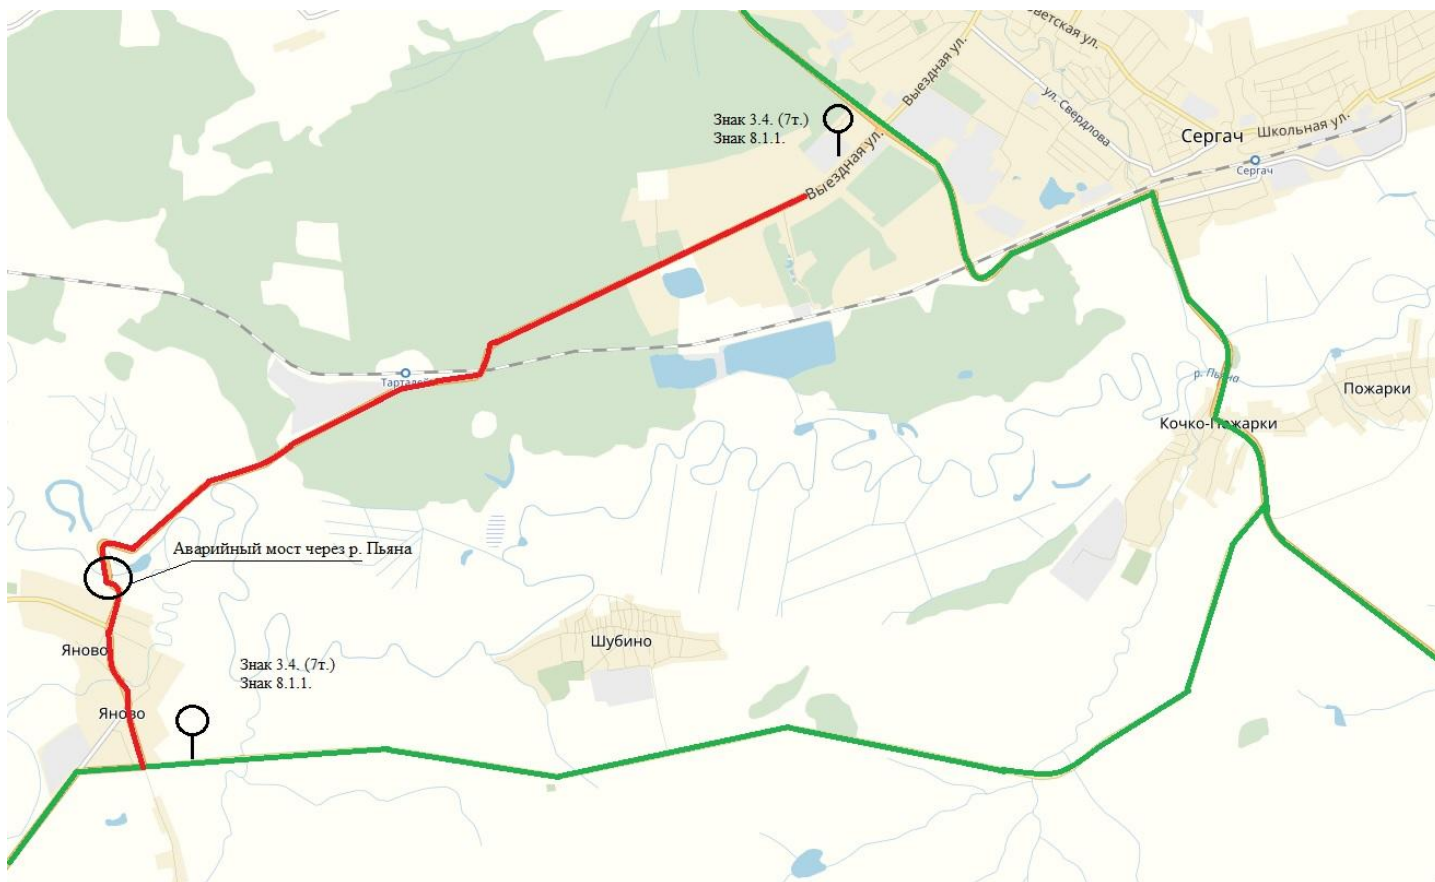 оветская ул.
Выездная ул.
ул. Свердлова
Знак 3.4. (7т.)
Знак 8.1.1.
Сергач
Школьная ул.
Сергач
Выездная ул.
р. Пьяна
Пожарки
Кочко-Пожарки
Аварийный мост через р. Пьяна
Шубино
Яново
Знак 3.4. (7т.)
Знак 8.1.1.
Яново